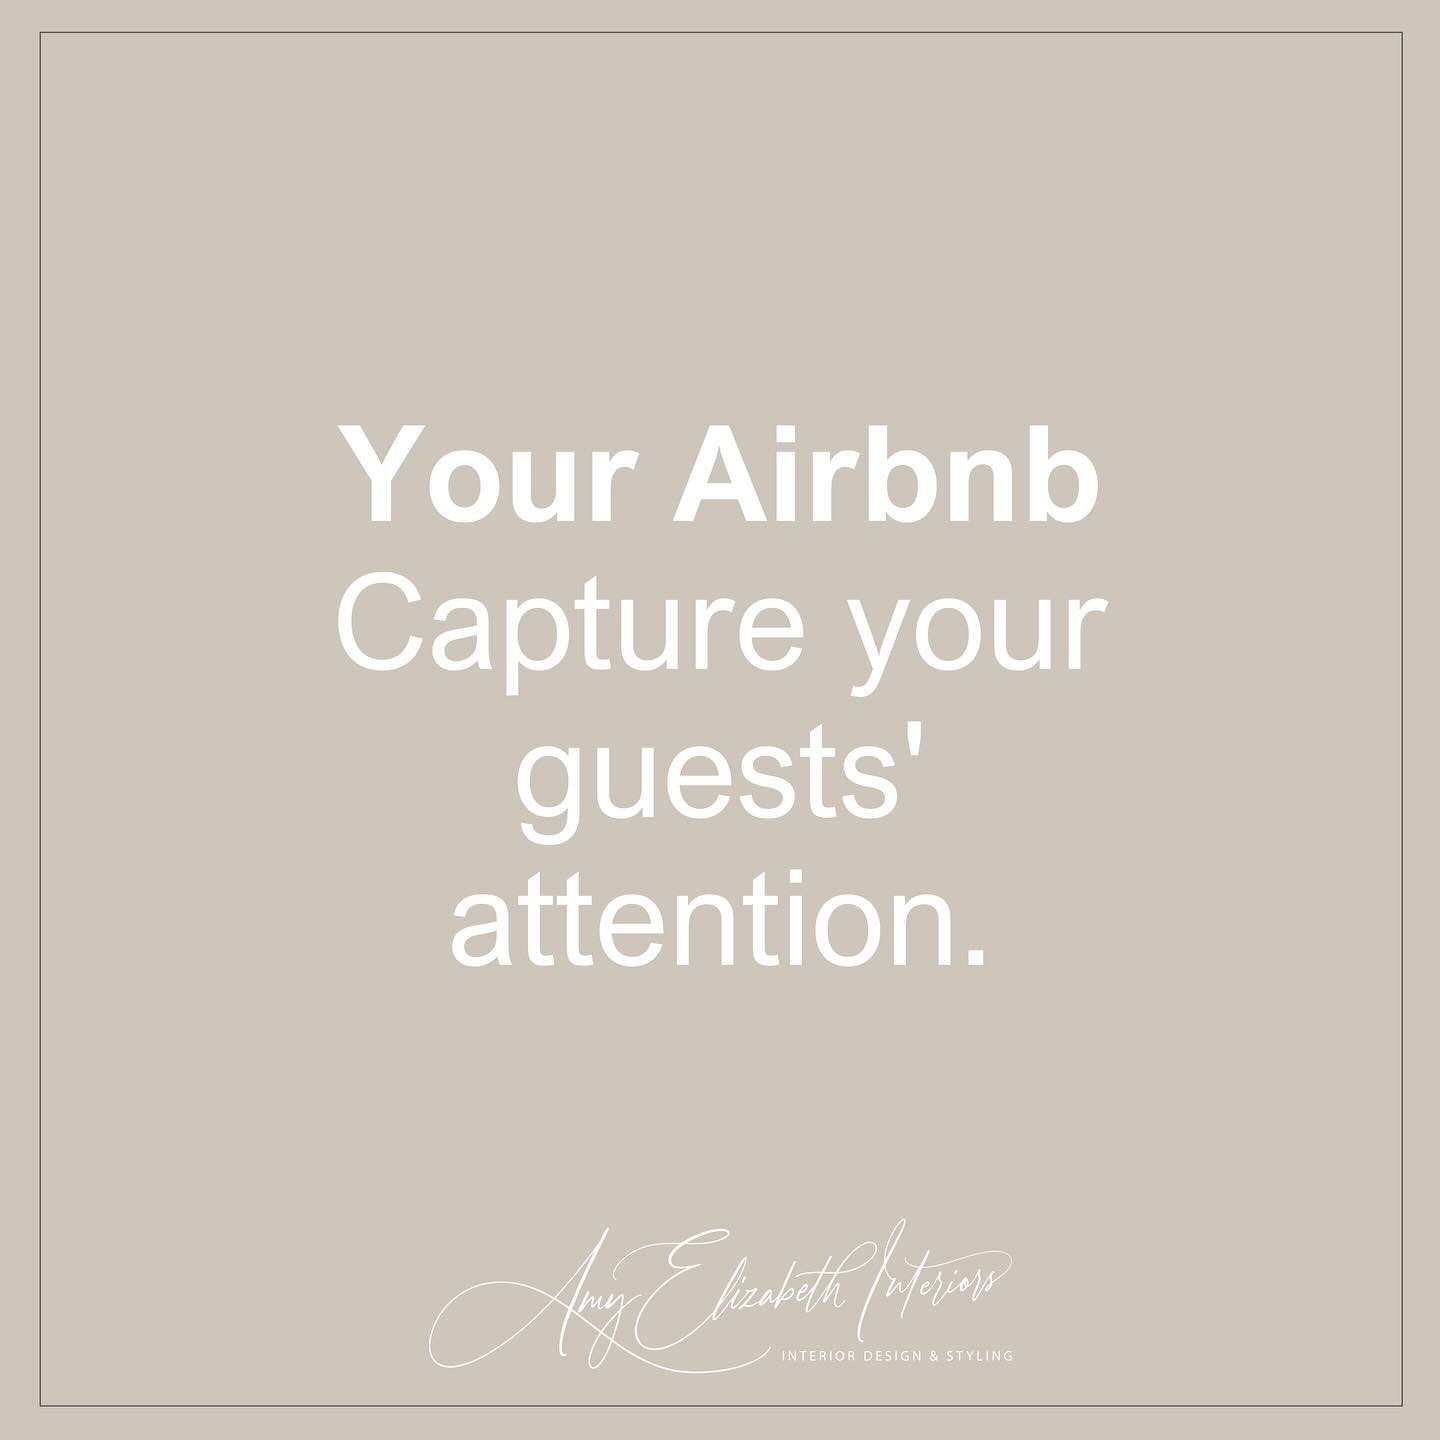 Your Airbnb
Capture your
guests'
attention.
Amy Elizabeth Interiors
INTERIOR DESIGN & STYLING